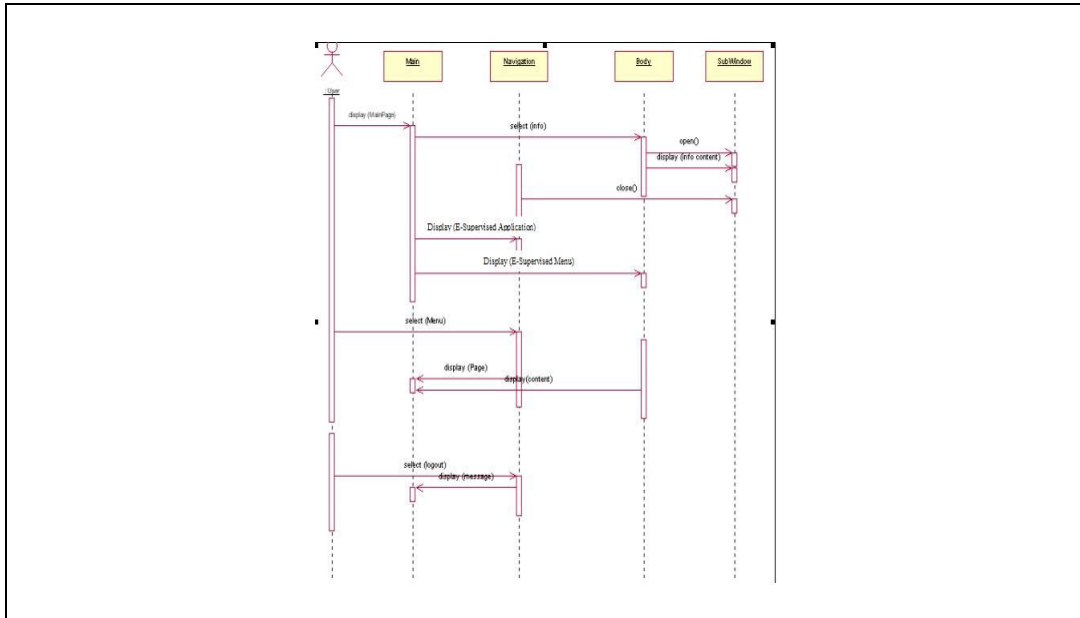 Main
Navigation
Body
SubWindow
: User
display (MainPage)
select (Info)
open()
display (info content)
close()
Display (E-Supervised Application)
Display (E-Supervised Menu)
select (Menu)
display (Page)
display(content)
select (logout)
display (message)